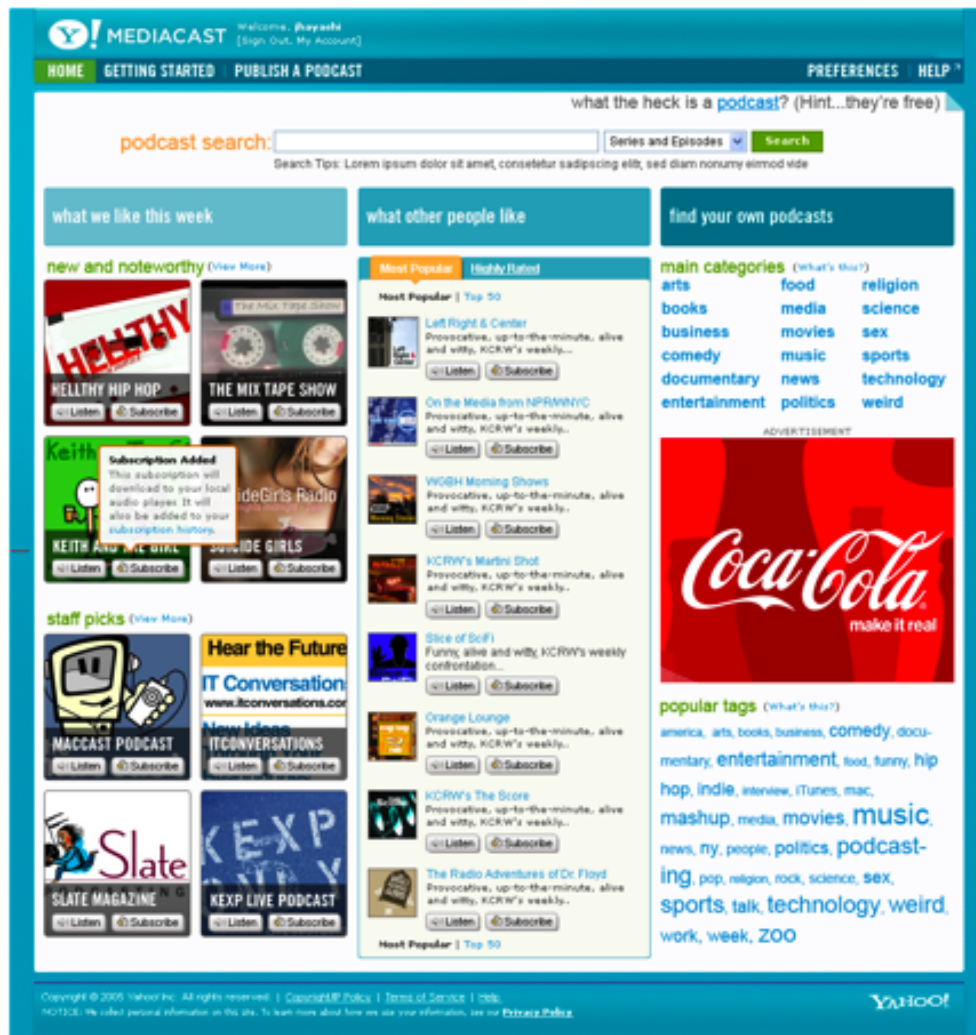 Y! MEDIACAST
Welcome, jhayashi
[Sign Out, My Account]
HOME GETTING STARTED PUBLISH A PODCAST PREFERENCES HELP
what the heck is a podcast? (Hint...they're free)
podcast search: Series and Episodes Search
Search Tips: Lorem ipsum dolor sit amet, consetetur sadipscing elitr, sed diam nonumy eirmod vide
what we like this week
new and noteworthy (View More)
HELLTHY
HELLTHY HIP HOP
Listen Subscribe
The Mix Tape Show
THE MIX TAPE SHOW
Listen Subscribe
Keith
KEITH AND THE GIRL
Listen Subscribe
Subscription Added
This subscription will
download to your local
audio player. It will
also be added to your
subscription history.
ideGirls Radio
SUICIDE GIRLS
Listen Subscribe
staff picks (View More)
MACCAST PODCAST
Listen Subscribe
Hear the Future
IT Conversation
www.itconversations.com
New Ideas
ITCONVERSATIONS
Listen Subscribe
Slate
PODCASTING
SLATE MAGAZINE
Listen Subscribe
KEXP
KEXP LIVE PODCAST
Listen Subscribe
what other people like
Most Popular Highly Rated
Most Popular | Top 50
Left Right & Center
Provocative, up-to-the-minute, alive
and witty, KCRW's weekly...
Listen Subscribe
On the Media from NPR/WNYC
Provocative, up-to-the-minute, alive
and witty, KCRW's weekly..
Listen Subscribe
WGBH Morning Shows
Provocative, up-to-the-minute, alive
and witty, KCRW's weekly..
Listen Subscribe
KCRW's Martini Shot
Provocative, up-to-the-minute, alive
and witty, KCRW's weekly..
Listen Subscribe
Slice of SciFi
Funny, alive and witty, KCRW's weekly
confrontation...
Listen Subscribe
Orange Lounge
Provocative, up-to-the-minute, alive
and witty, KCRW's weekly..
Listen Subscribe
KCRW's The Score
Provocative, up-to-the-minute, alive
and witty, KCRW's weekly..
Listen Subscribe
The Radio Adventures of Dr. Floyd
Provocative, up-to-the-minute, alive
and witty, KCRW's weekly..
Listen Subscribe
Most Popular | Top 50
find your own podcasts
main categories (What's this?)
arts food religion
books media science
business movies sex
comedy music sports
documentary news technology
entertainment politics weird
ADVERTISEMENT
Coca-Cola
make it real
popular tags (What's this?)
america, arts, books, business, comedy, docu-
mentary, entertainment, food, funny, hip
hop, indie, interview, iTunes, mac,
mashup, media, movies, music,
news, ny, people, politics, podcast-
ing, pop, religion, rock, science, sex,
sports, talk, technology, weird,
work, week, zoo
Copyright © 2005 Yahoo! Inc. All rights reserved. | Copyright/IP Policy | Terms of Service | Help
NOTICE: We collect personal information on this site. To learn more about how we use your information, see our Privacy Policy
YAHOO!